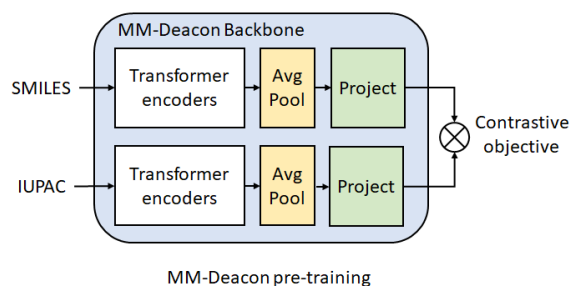 MM-Deacon Backbone
SMILES
Transformer
encoders
Avg
Pool
Project
Contrastive
objective
IUPAC
Transformer
encoders
Avg
Pool
Project
MM-Deacon pre-training